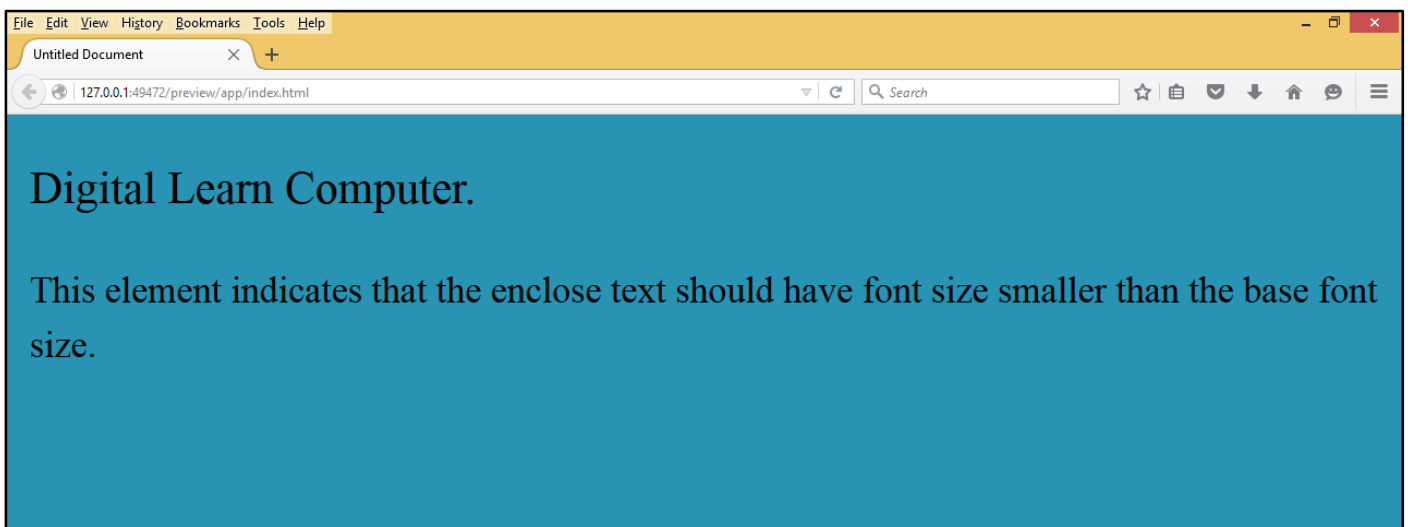 File Edit View History Bookmarks Tools Help
Untitled Document
127.0.0.1:49472/preview/app/index.html
Search
Digital Learn Computer.
This element indicates that the enclose text should have font size smaller than the base font
size.